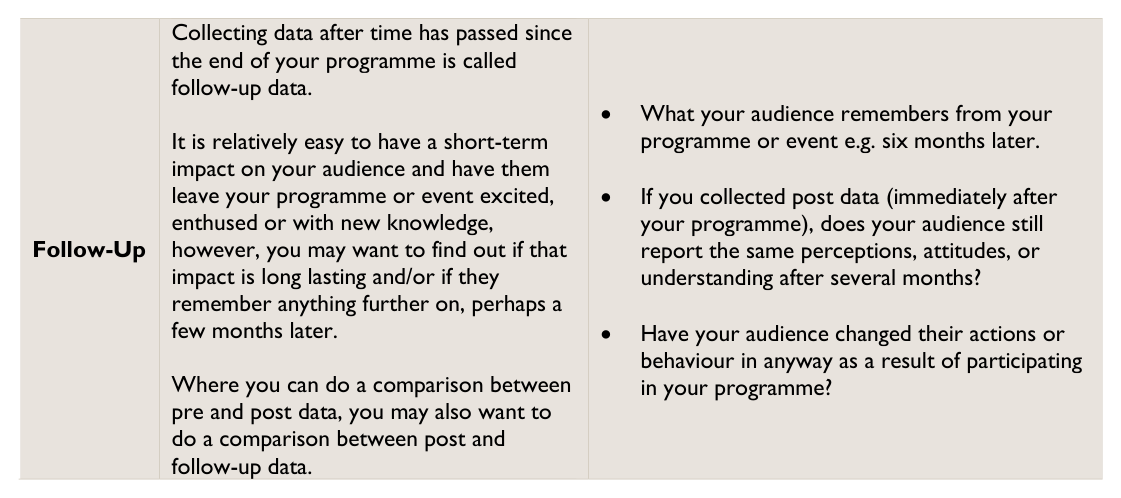 Follow-Up
Collecting data after time has passed since
the end of your programme is called
follow-up data.
It is relatively easy to have a short-term
impact on your audience and have them
leave your programme or event excited,
enthused or with new knowledge,
however, you may want to find out if that
impact is long lasting and/or if they
remember anything further on, perhaps a
few months later.
Where you can do a comparison between
pre and post data, you may also want to
do a comparison between post and
follow-up data.
• What your audience remembers from your
programme or event e.g. six months later.
• If you collected post data (immediately after
your programme), does your audience still
report the same perceptions, attitudes, or
understanding after several months?
• Have your audience changed their actions or
behaviour in anyway as a result of participating
in your programme?